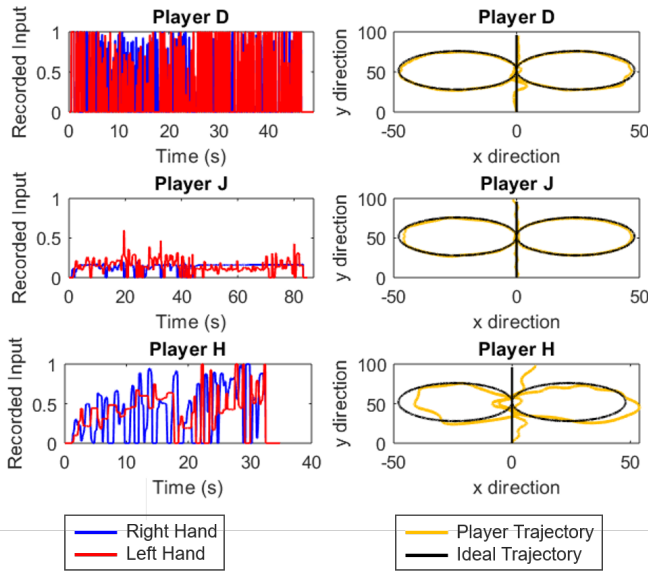 Player D
Player D
Recorded Input
1
0.5
0
0 10 20 30 40
Time (s)
y direction
100
50
0
-50 0 50
x direction
Player J
Player J
Recorded Input
1
0.5
0
0 20 40 60 80
Time (s)
y direction
100
50
0
-50 0 50
x direction
Player H
Player H
Recorded Input
1
0.5
0
0 10 20 30 40
Time (s)
y direction
100
50
0
-50 0 50
x direction
Right Hand
Left Hand
Player Trajectory
Ideal Trajectory